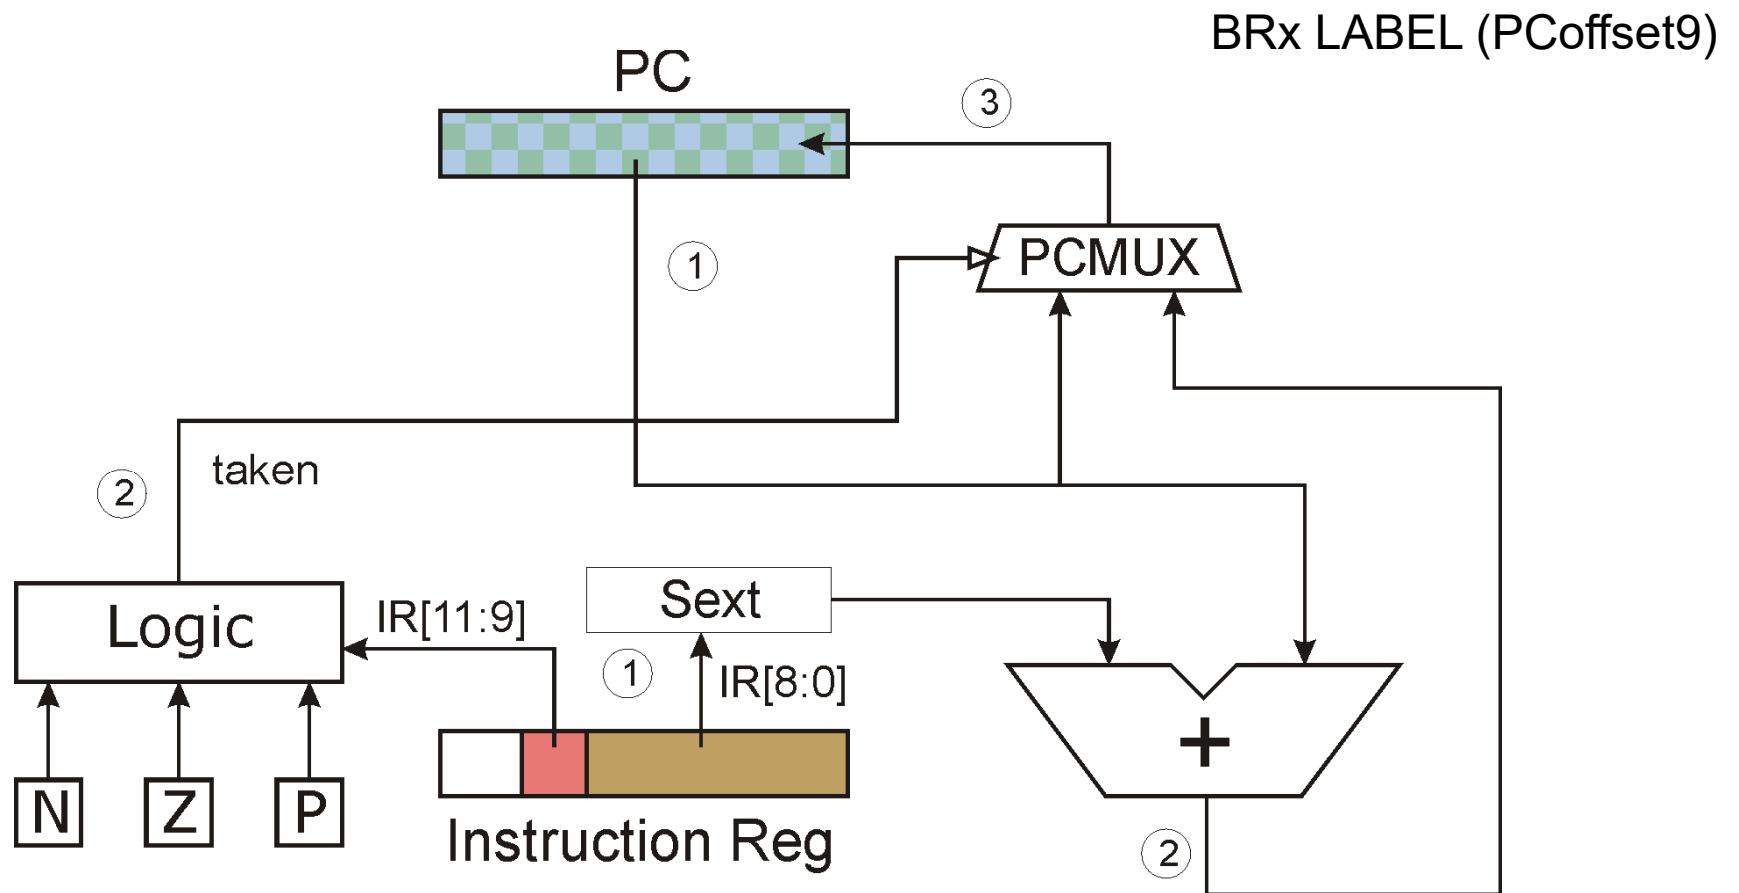 BRx LABEL (PCoffset9)
PC
3
1
PCMUX
taken
2
Logic
IR[11:9]
Sext
1
IR[8:0]
+
N
Z
P
Instruction Reg
2